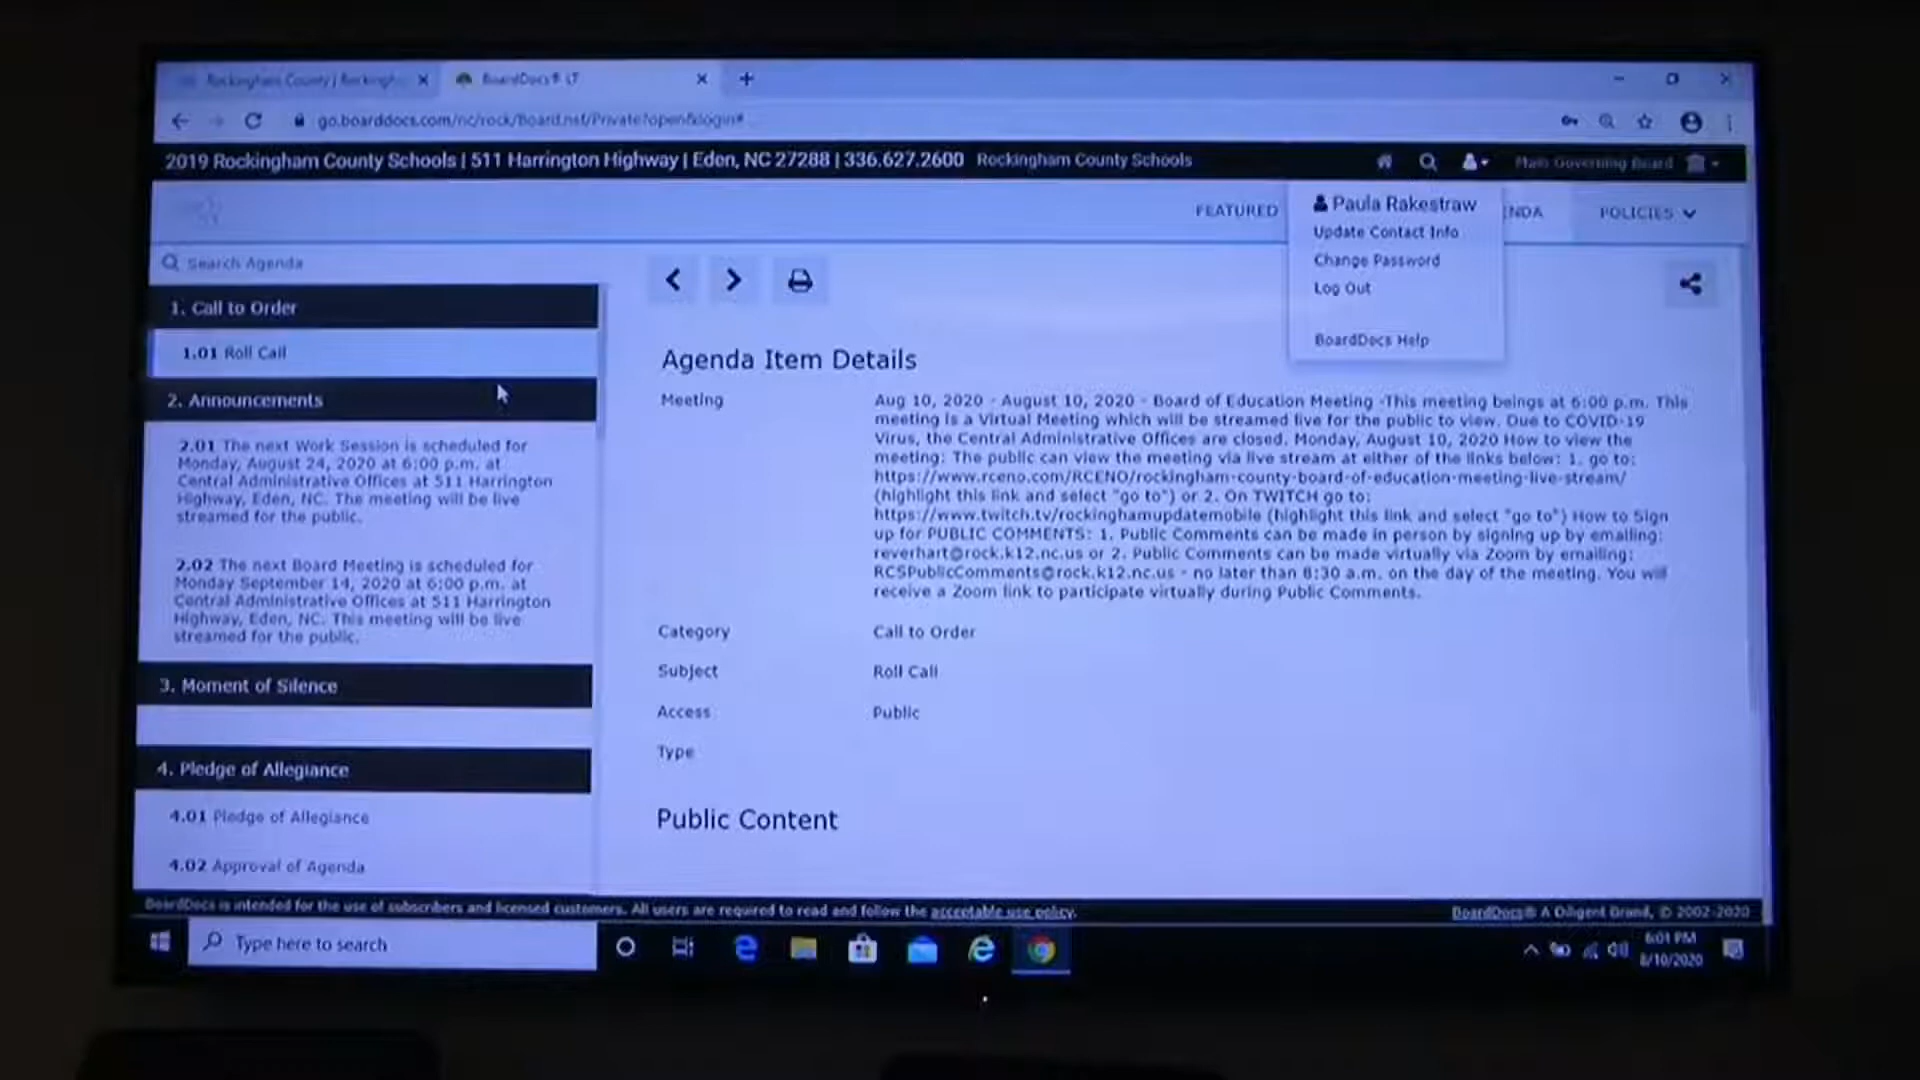 Rockingham County | Rockingh
BoardDocs® LT
go.boarddocs.com/nc/rock/Board.nsf/Private?open&login#
2019 Rockingham County Schools | 511 Harrington Highway | Eden, NC 27288 | 336.627.2600 Rockingham County Schools
Main Governing Board
FEATURED
Paula Rakestraw
NDA
POLICIES
Update Contact Info
Change Password
Log Out
BoardDocs Help
Search Agenda
1. Call to Order
1.01 Roll Call
2. Announcements
2.01 The next Work Session is scheduled for
Monday, August 24, 2020 at 6:00 p.m. at
Central Administrative Offices at 511 Harrington
Highway, Eden, NC. The meeting will be live
streamed for the public.
2.02 The next Board Meeting is scheduled for
Monday September 14, 2020 at 6:00 p.m. at
Central Administrative Offices at 511 Harrington
Highway, Eden, NC. This meeting will be live
streamed for the public.
3. Moment of Silence
4. Pledge of Allegiance
4.01 Pledge of Allegiance
4.02 Approval of Agenda
Agenda Item Details
Meeting
Aug 10, 2020 - August 10, 2020 - Board of Education Meeting -This meeting beings at 6:00 p.m. This
meeting is a Virtual Meeting which will be streamed live for the public to view. Due to COVID-19
Virus, the Central Administrative Offices are closed. Monday, August 10, 2020 How to view the
meeting: The public can view the meeting via live stream at either of the links below: 1. go to:
https://www.rceno.com/RCENO/rockingham-county-board-of-education-meeting-live-stream/
(highlight this link and select "go to") or 2. On TWITCH go to:
https://www.twitch.tv/rockinghamupdatemobile (highlight this link and select "go to") How to Sign
up for PUBLIC COMMENTS: 1. Public Comments can be made in person by signing up by emailing:
reverhart@rock.k12.nc.us or 2. Public Comments can be made virtually via Zoom by emailing:
RCSPublicComments@rock.k12.nc.us - no later than 8:30 a.m. on the day of the meeting. You will
receive a Zoom link to participate virtually during Public Comments.
Category
Call to Order
Subject
Roll Call
Access
Public
Type
Public Content
BoardDocs is intended for the use of subscribers and licensed customers. All users are required to read and follow the acceptable use policy.
BoardDocs® A Diligent Brand, © 2002-2020
Type here to search
6:01 PM
8/10/2020